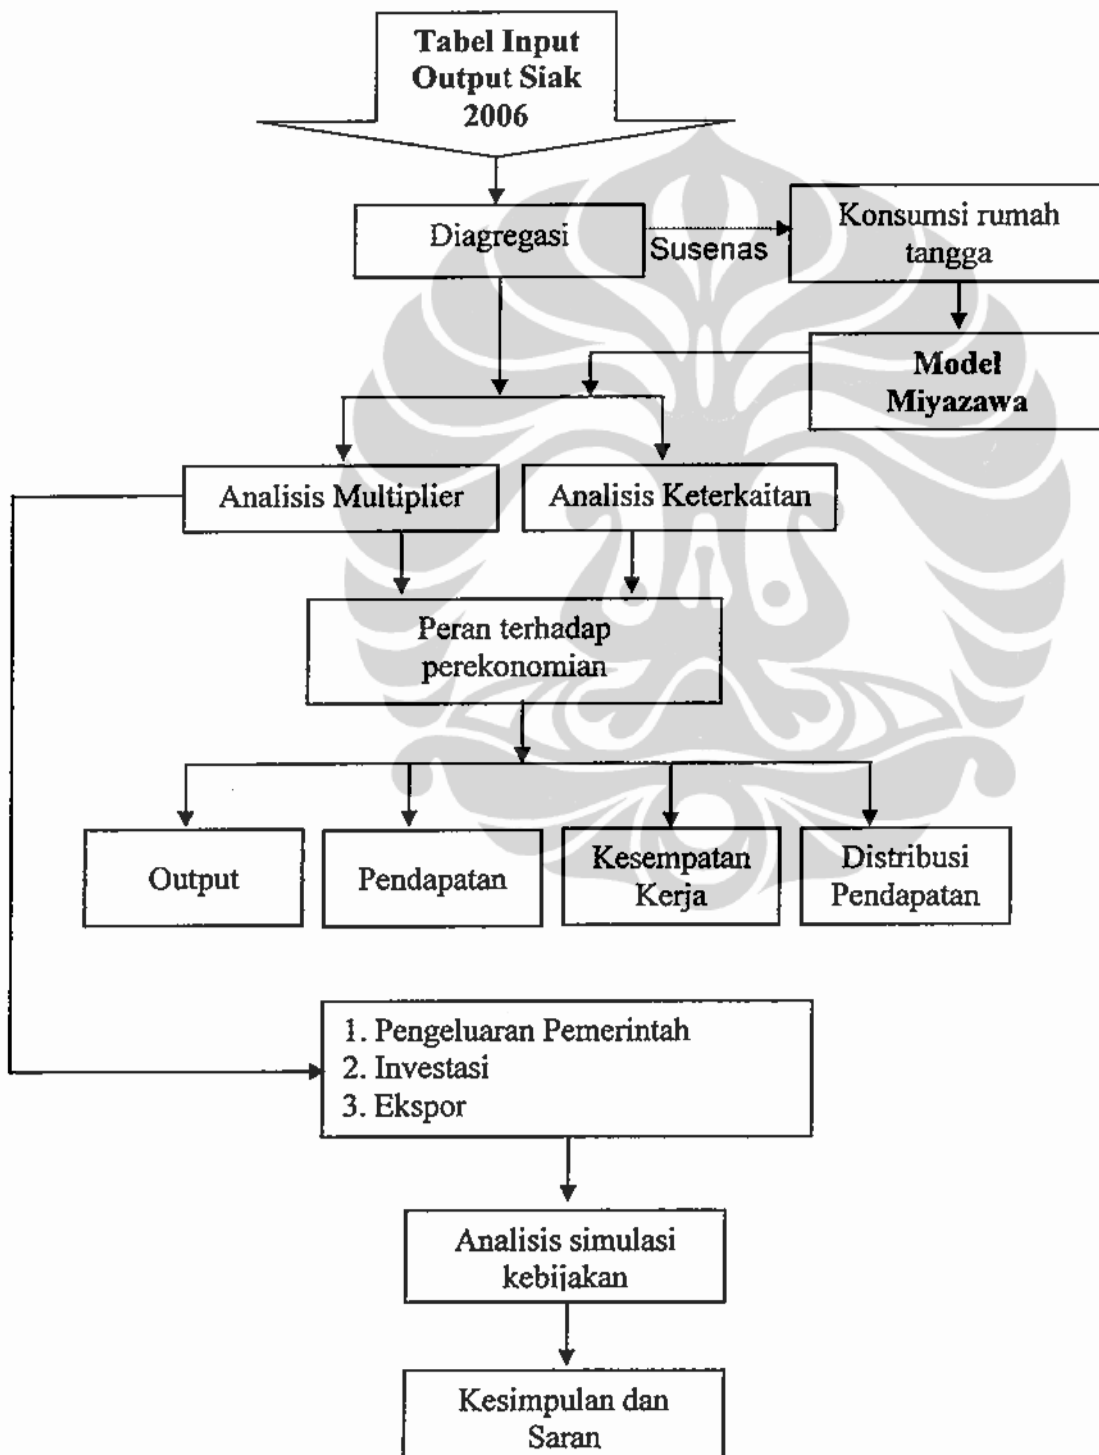 Tabel Input
Output Siak
2006
Diagregasi
Susenas
Konsumsi rumah
tangga
Model
Miyazawa
Analisis Multiplier
Analisis Keterkaitan
Peran terhadap
perekonomian
Output
Pendapatan
Kesempatan
Kerja
Distribusi
Pendapatan
1. Pengeluaran Pemerintah
2. Investasi
3. Ekspor
Analisis simulasi
kebijakan
Kesimpulan dan
Saran